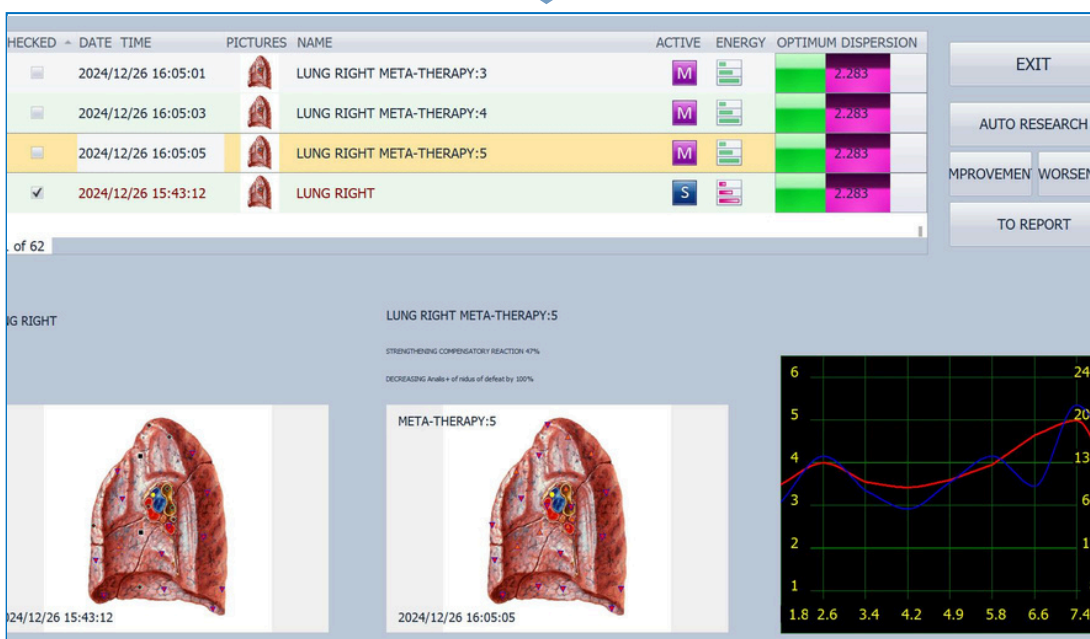 HECKED DATE TIME PICTURES NAME ACTIVE ENERGY OPTIMUM DISPERSION
2024/12/26 16:05:01 LUNG RIGHT META-THERAPY:3 M 2.283
2024/12/26 16:05:03 LUNG RIGHT META-THERAPY:4 M 2.283
2024/12/26 16:05:05 LUNG RIGHT META-THERAPY:5 M 2.283
2024/12/26 15:43:12 LUNG RIGHT S 2.283
of 62
EXIT
AUTO RESEARCH
MPROVEMEN WORSEN
TO REPORT
IG RIGHT
LUNG RIGHT META-THERAPY:5
STRENGTHENING COMPENSATORY REACTION 47%
DECREASING Analis+ of nidus of defeat by 100%
META-THERAPY:5
024/12/26 15:43:12
2024/12/26 16:05:05
6 24
5 20
4 13
3 6
2 1
1
1.8 2.6 3.4 4.2 4.9 5.8 6.6 7.4